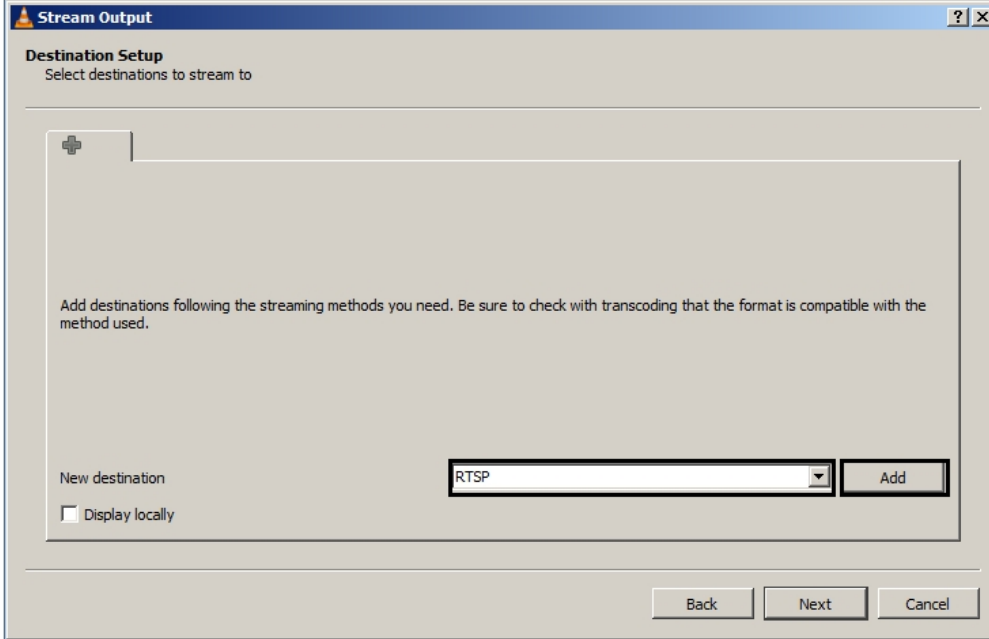 Stream Output
Destination Setup
Select destinations to stream to
Add destinations following the streaming methods you need. Be sure to check with transcoding that the format is compatible with the
method used.
New destination
RTSP
Add
Display locally
Back
Next
Cancel